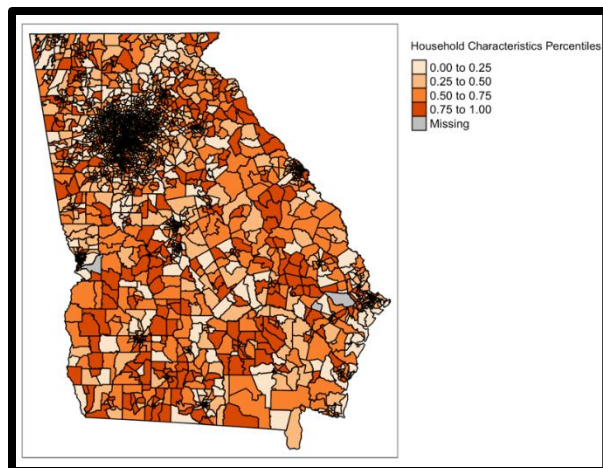 Household Characteristics Percentiles
0.00 to 0.25
0.25 to 0.50
0.50 to 0.75
0.75 to 1.00
Missing